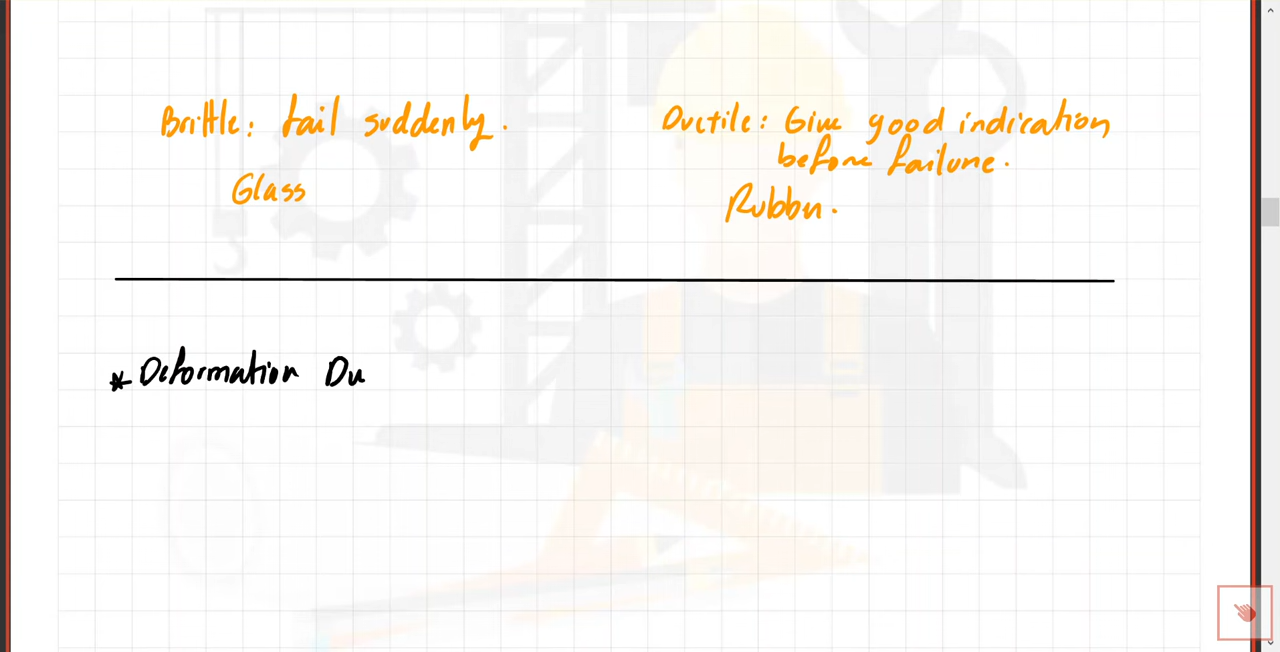 Brittle: fail suddenly.
Glass
Ductile: Give good indication
before failure.
Rubber.
* Deformation Du